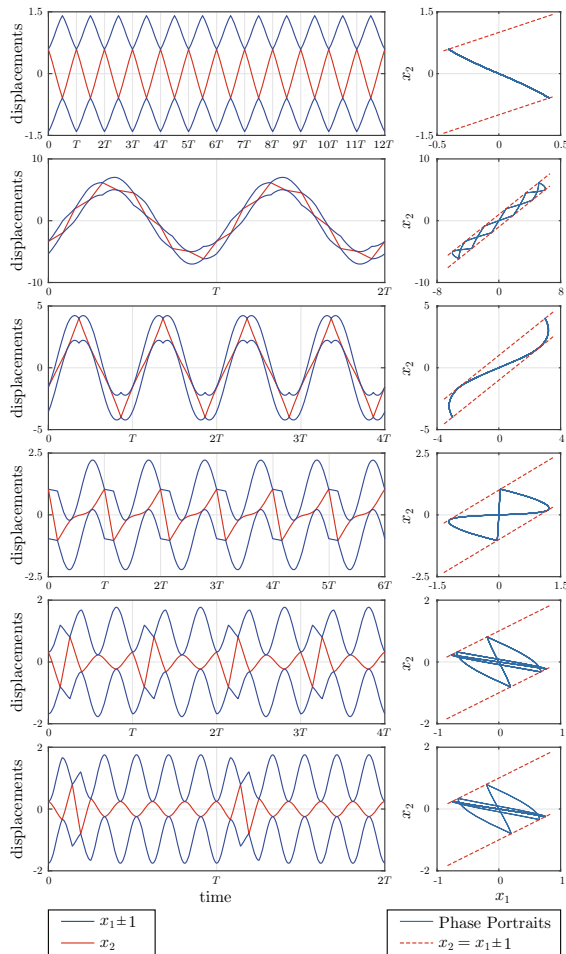 displacements
1.5
0
-1.5
0 T 2T 3T 4T 5T 6T 7T 8T 9T 10T 11T 12T
x₂
1.5
0
-1.5
-0.5 0 0.5
displacements
10
0
-10
0 T 2T
x₂
10
0
-10
-8 0 8
displacements
5
0
-5
0 T 2T 3T 4T
x₂
5
0
-5
-4 0 4
displacements
2.5
0
-2.5
0 T 2T 3T 4T 5T 6T
x₂
2.5
0
-2.5
-1.5 0 1.5
displacements
2
0
-2
0 T 2T 3T 4T
x₂
2
0
-2
-1 0 1
displacements
2
0
-2
0 T 2T
time
x₂
2
0
-2
-1 0 1
x₁
x₁±1
x₂
Phase Portraits
x₂ = x₁±1